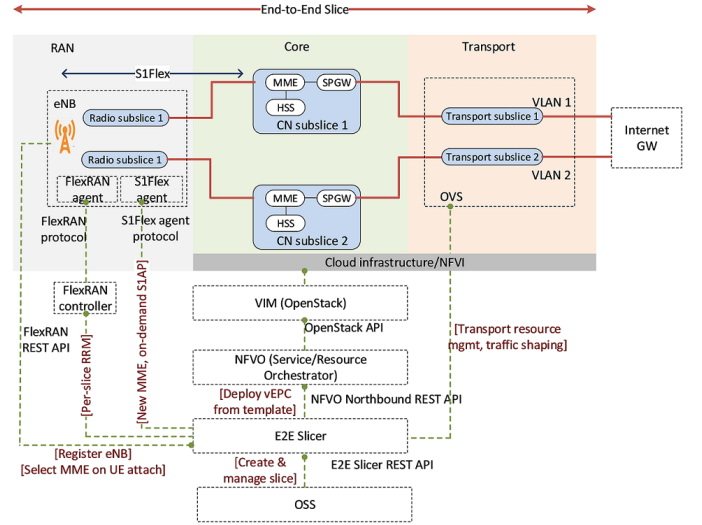 End-to-End Slice
RAN
Core
Transport
S1Flex
eNB
Radio subslice 1
Radio subslice 1
FlexRAN
agent
S1Flex
agent
FlexRAN
protocol
S1Flex agent
protocol
MME
SPGW
HSS
CN subslice 1
MME
SPGW
HSS
CN subslice 2
VLAN 1
Transport subslice 1
Transport subslice 2
VLAN 2
OVS
Internet
GW
Cloud infrastructure/NFVI
FlexRAN
controller
VIM (OpenStack)
OpenStack API
FlexRAN
REST API
[Per-slice RRM]
[New MME, on-demand S1AP]
[Transport resource
mgmt, traffic shaping]
NFVO (Service/Resource
Orchestrator)
[Deploy vEPC
from template]
NFVO Northbound REST API
E2E Slicer
[Register eNB]
[Select MME on UE attach]
[Create &
manage slice]
E2E Slicer REST API
OSS